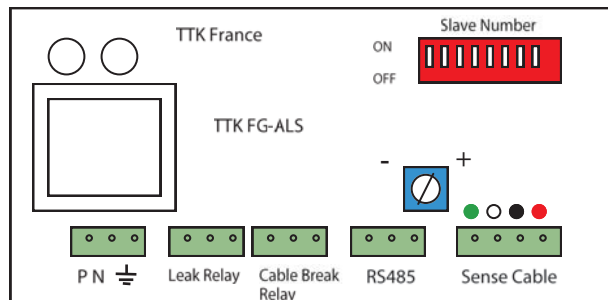 TTK France
Slave Number
ON
OFF
TTK FG-ALS
- +
P N
Leak Relay
Cable Break
Relay
RS485
Sense Cable